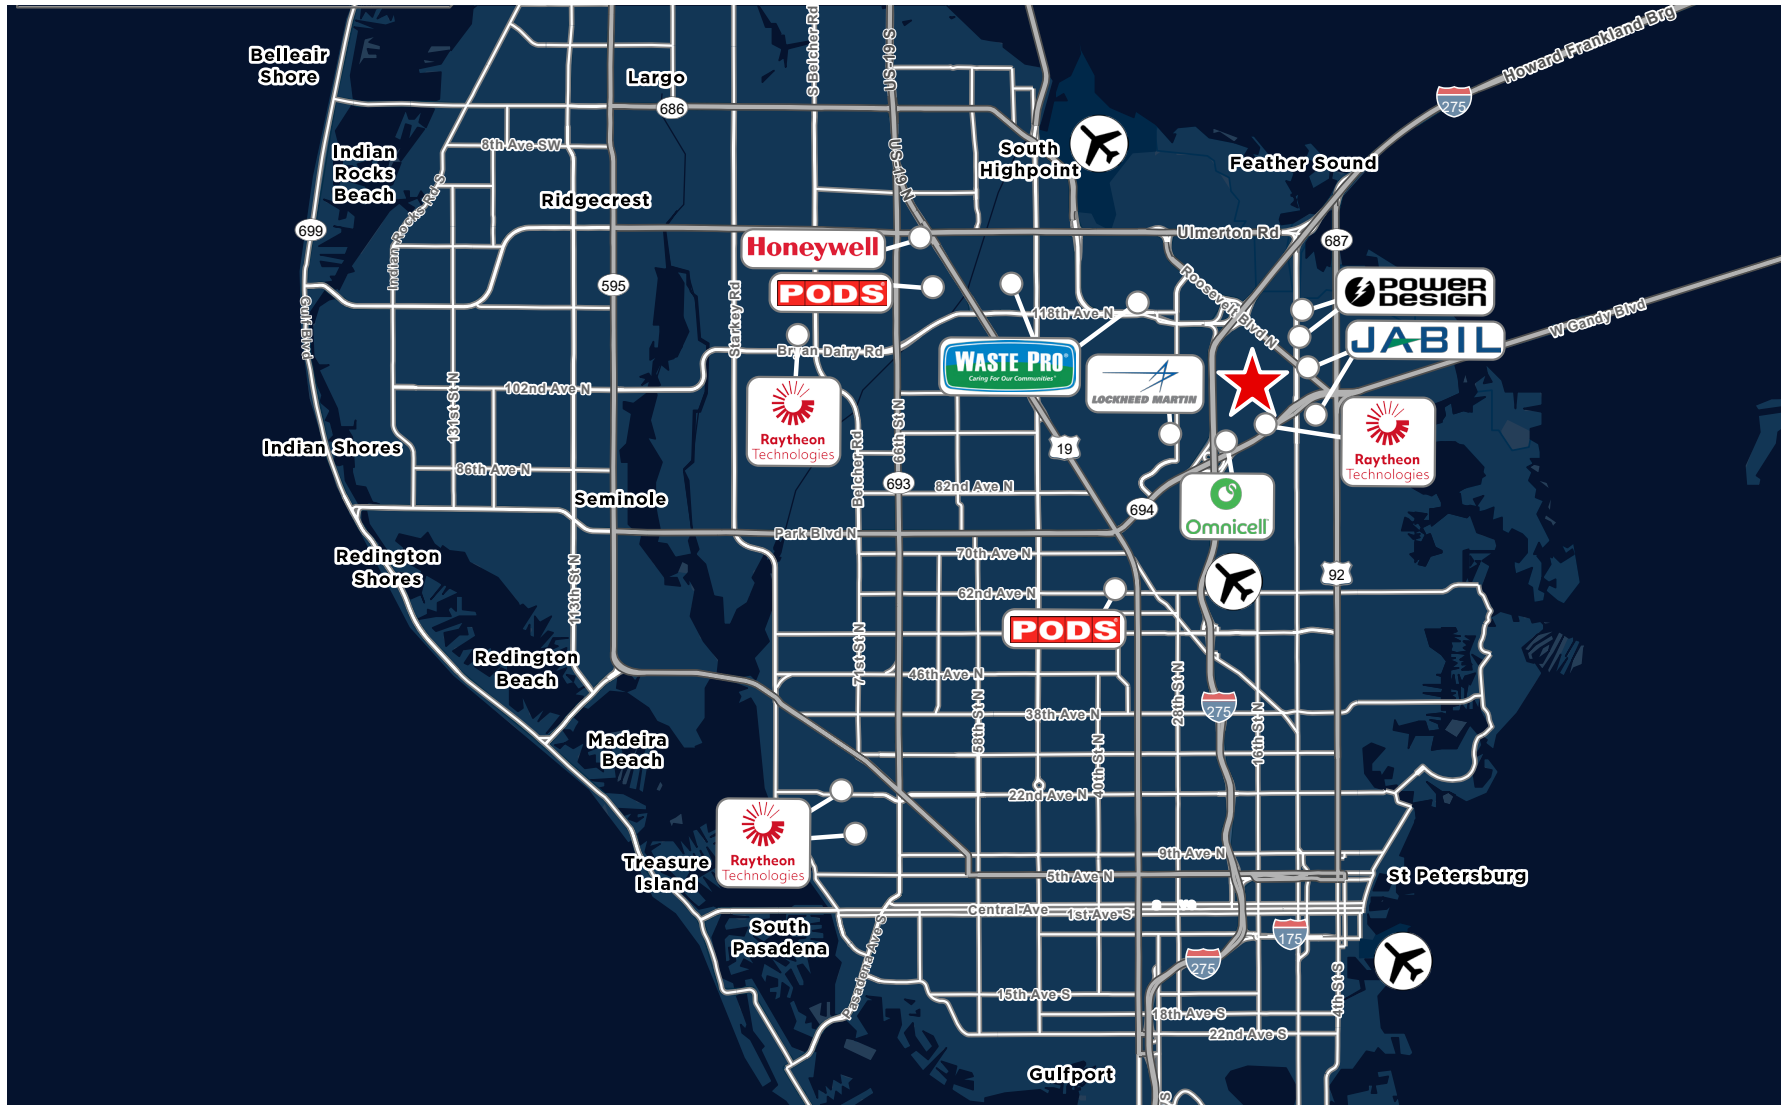 Howard Frankland Brg
Belleair
Shore
S Belcher Rd
US-19 S
Largo
686
275
Indian
Rocks
Beach
8th Ave SW
South
Highpoint
Feather Sound
US-19 N
Ridgecrest
Indian Rocks Rd S
699
Ulmerton Rd
687
Honeywell
PODS
595
Roosevelt Blvd N
POWER
DESIGN
118th Ave N
W Gandy Blvd
Gulf Blvd
Starkey Rd
Bryan Dairy Rd
WASTE PRO
Caring For Our Communities
JABIL
LOCKHEED MARTIN
102nd Ave N
131st St N
Raytheon
Technologies
66th St N
Belcher Rd
19
Raytheon
Technologies
Indian Shores
86th Ave N
693
82nd Ave N
Seminole
694
Omnicell
Park Blvd N
Redington
Shores
70th Ave N
113th St N
62nd Ave N
92
PODS
71st St N
Redington
Beach
46th Ave N
28th St N
58th St N
38th Ave N
275
16th St N
Madeira
Beach
40th St N
22nd Ave N
Raytheon
Technologies
Treasure
Island
9th Ave N
5th Ave N
St Petersburg
Central Ave
1st Ave S
South
Pasadena
Pasadena Ave S
175
275
15th Ave S
4th St S
18th Ave S
22nd Ave S
Gulfport
S